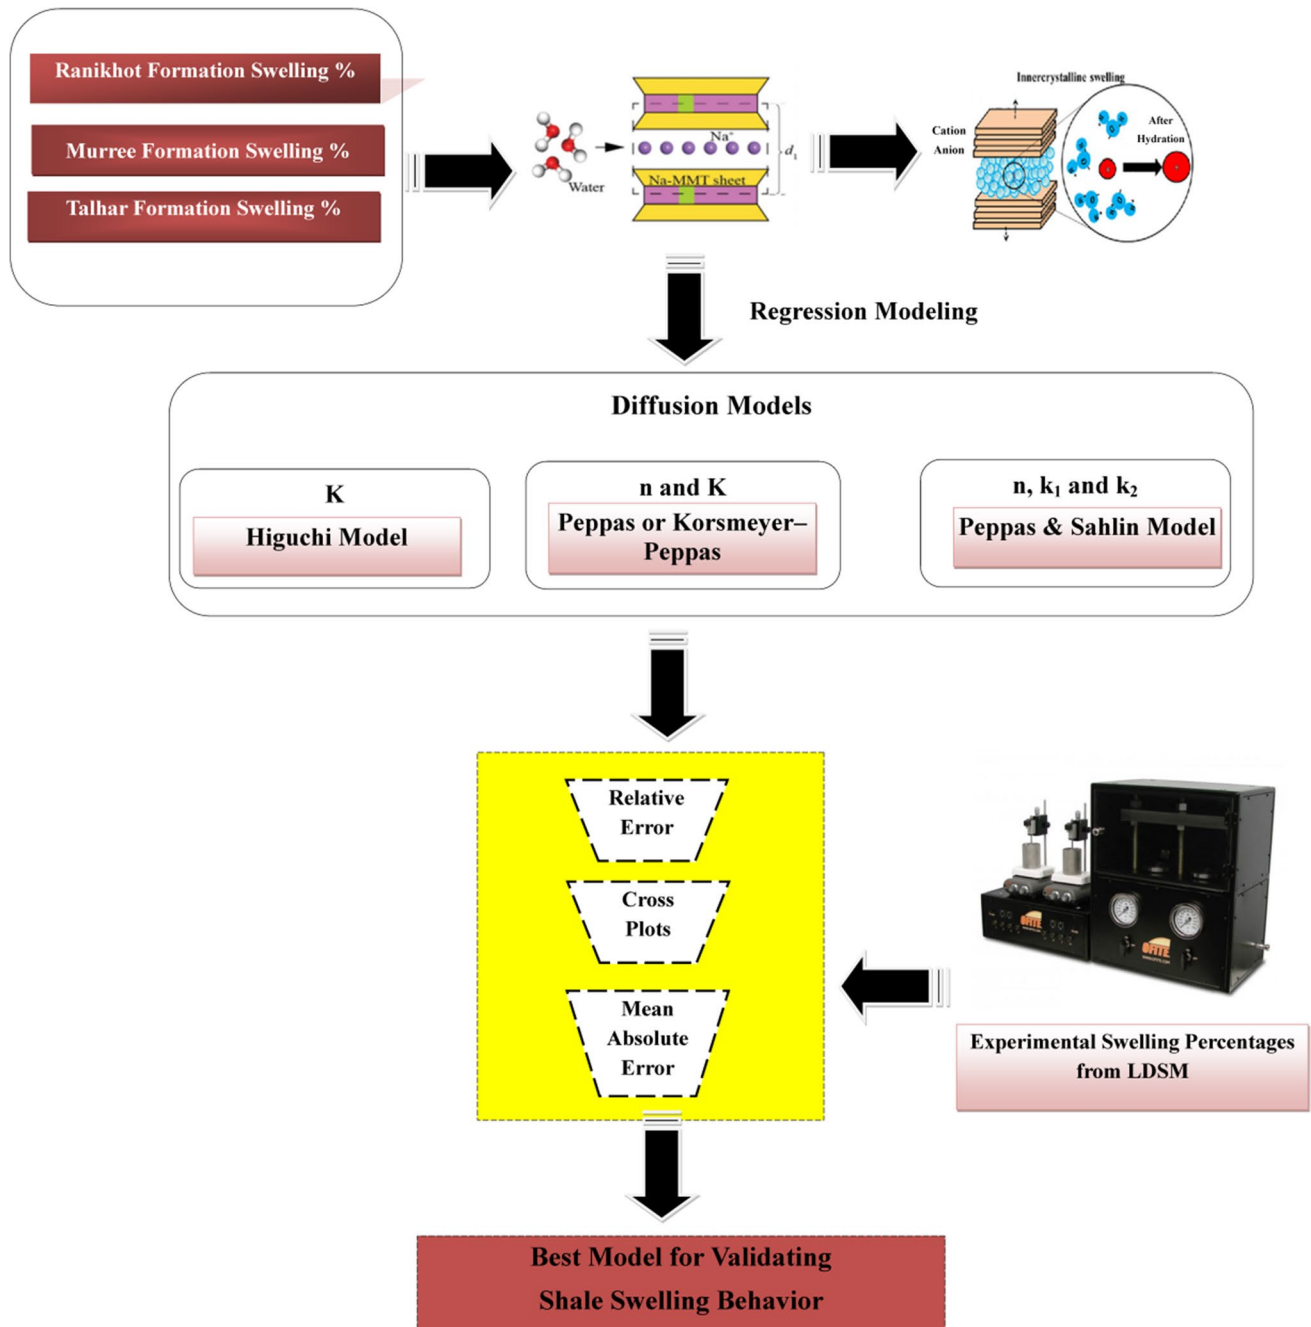 Ranikhot Formation Swelling %
Murree Formation Swelling %
Talhar Formation Swelling %
Water
Na⁺
Na-MMT sheet
d₁
Innercrystalline swelling
Cation
Anion
After
Hydration
Regression Modeling
Diffusion Models
K
Higuchi Model
n and K
Peppas or Korsmeyer–
Peppas
n, k₁ and k₂
Peppas & Sahlin Model
Relative
Error
Cross
Plots
Mean
Absolute
Error
OFITE
OFITE
Experimental Swelling Percentages
from LDSM
Best Model for Validating
Shale Swelling Behavior